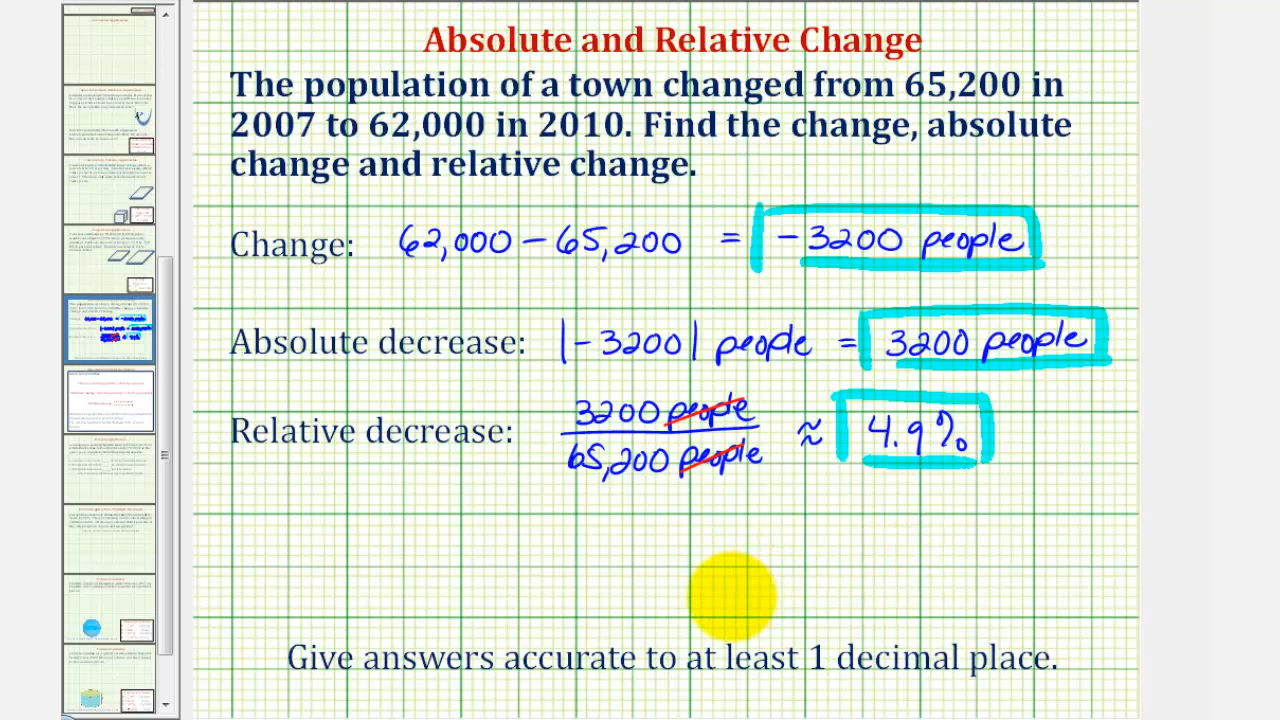 Absolute and Relative Change
The population of a town changed from 65,200 in
2007 to 62,000 in 2010. Find the change, absolute
change and relative change.
Change: 62,000 - 65,200 = -3200 people
Absolute decrease: |-3200| people = 3200 people
Relative decrease: 3200 people / 65,200 people ≈ 4.9%
Give answers accurate to at least 1 decimal place.